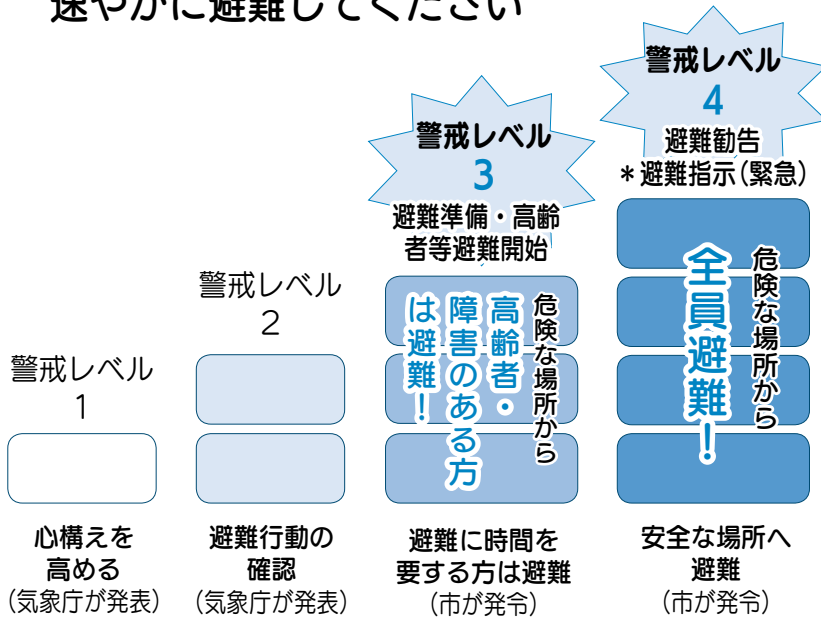 速やかに避難してください
警戒レベル
1
心構えを
高める
(気象庁が発表)
警戒レベル
2
避難行動の
確認
(気象庁が発表)
警戒レベル
3
避難準備・高齢
者等避難開始
危険な場所から
高齢者・
障害のある方
は避難!
避難に時間を
要する方は避難
(市が発令)
警戒レベル
4
避難勧告
*避難指示(緊急)
危険な場所から
全員避難!
安全な場所へ
避難
(市が発令)